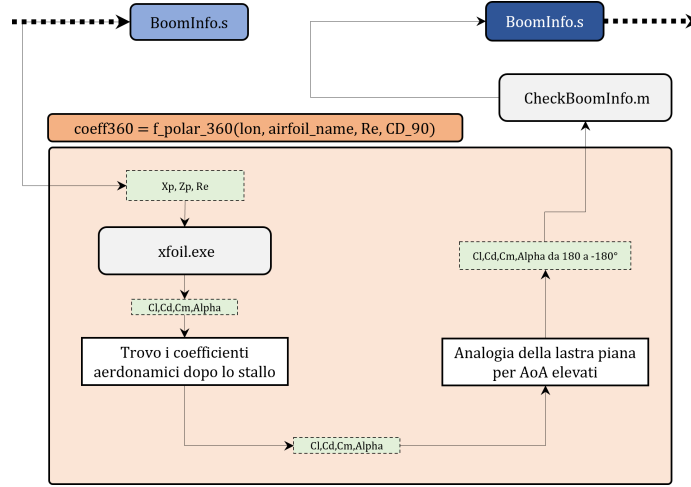 BoomInfo.s
BoomInfo.s
CheckBoomInfo.m
coeff360 = f_polar_360(lon, airfoil_name, Re, CD_90)
Xp, Zp, Re
xfoil.exe
Cl,Cd,Cm,Alpha da 180 a -180°
Cl,Cd,Cm,Alpha
Trovo i coefficienti
aerdonamici dopo lo stallo
Analogia della lastra piana
per AoA elevati
Cl,Cd,Cm,Alpha